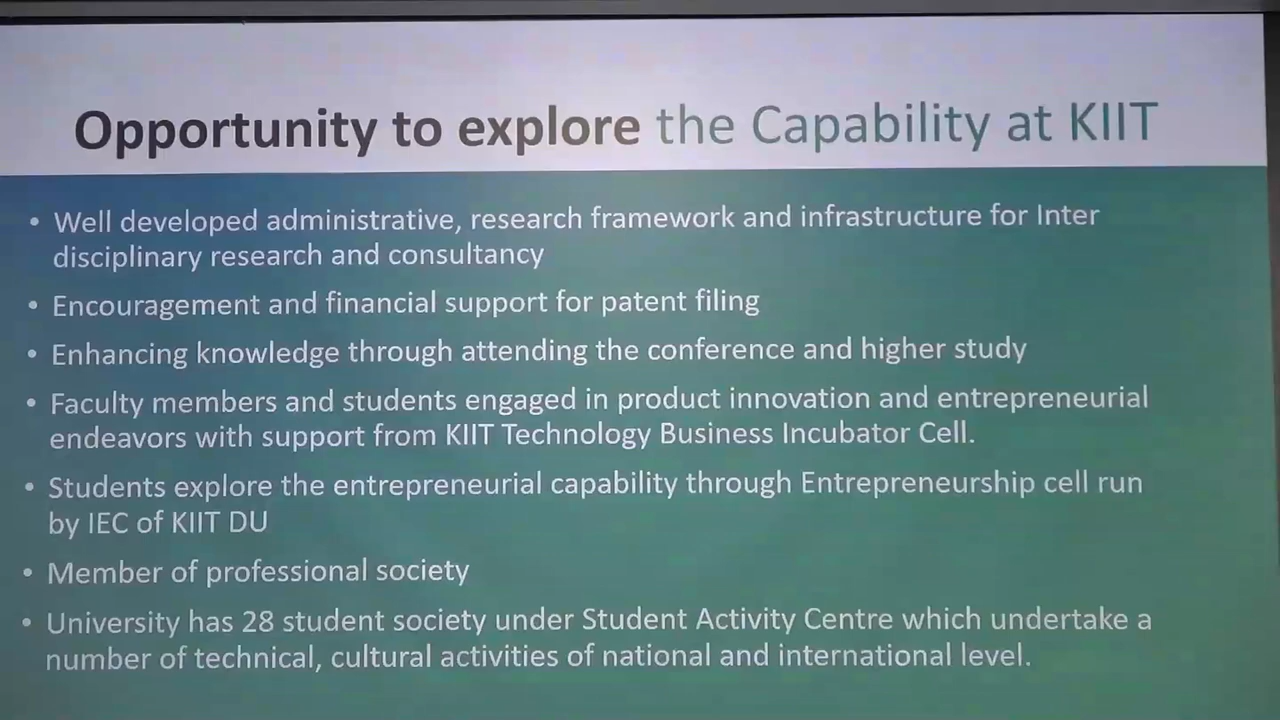 Opportunity to explore the Capability at KIIT
• Well developed administrative, research framework and infrastructure for Inter
disciplinary research and consultancy
• Encouragement and financial support for patent filing
• Enhancing knowledge through attending the conference and higher study
• Faculty members and students engaged in product innovation and entrepreneurial
endeavors with support from KIIT Technology Business Incubator Cell.
• Students explore the entrepreneurial capability through Entrepreneurship cell run
by IEC of KIIT DU
• Member of professional society
• University has 28 student society under Student Activity Centre which undertake a
number of technical, cultural activities of national and international level.